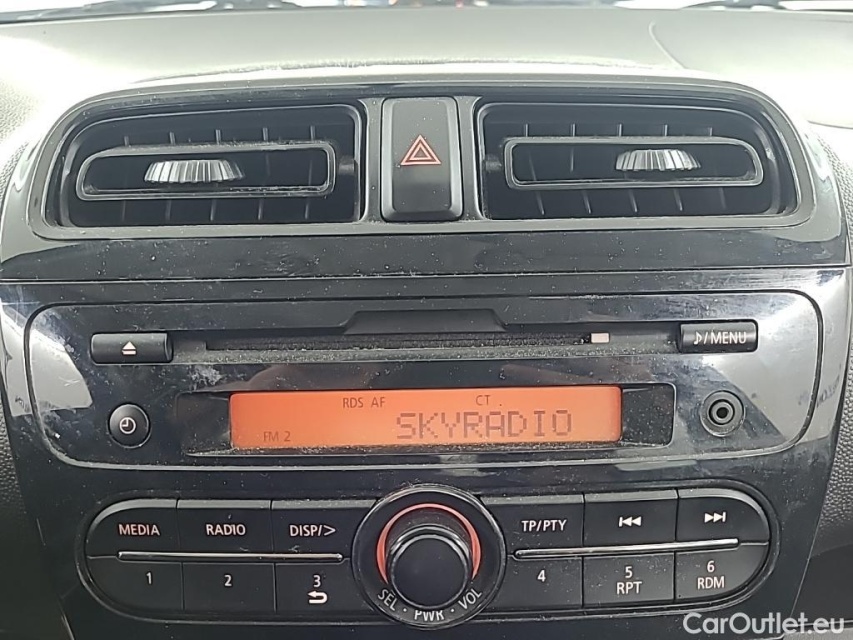 ♪/MENU
RDS AF CT
FM 2 SKYRADIO
MEDIA RADIO DISP/> TP/PTY
1 2 3 4 5 6
RPT RDM
SEL · PWR · VOL
CarOutlet.eu